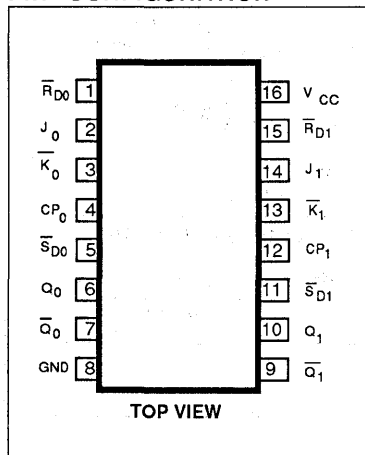 R̅D0 1 16 VCC
J0 2 15 R̅D1
K̅0 3 14 J1
CP0 4 13 K̅1
S̅D0 5 12 CP1
Q0 6 11 S̅D1
Q̅0 7 10 Q1
GND 8 9 Q̅1
TOP VIEW